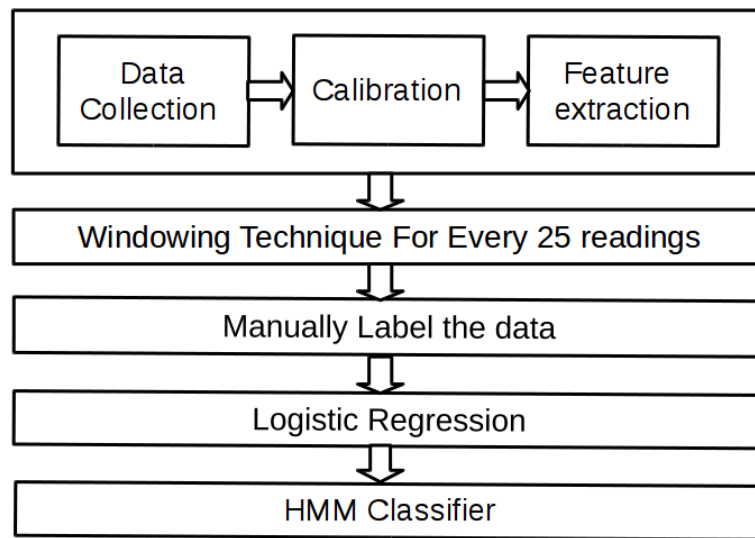 Data
Collection
Calibration
Feature
extraction
Windowing Technique For Every 25 readings
Manually Label the data
Logistic Regression
HMM Classifier